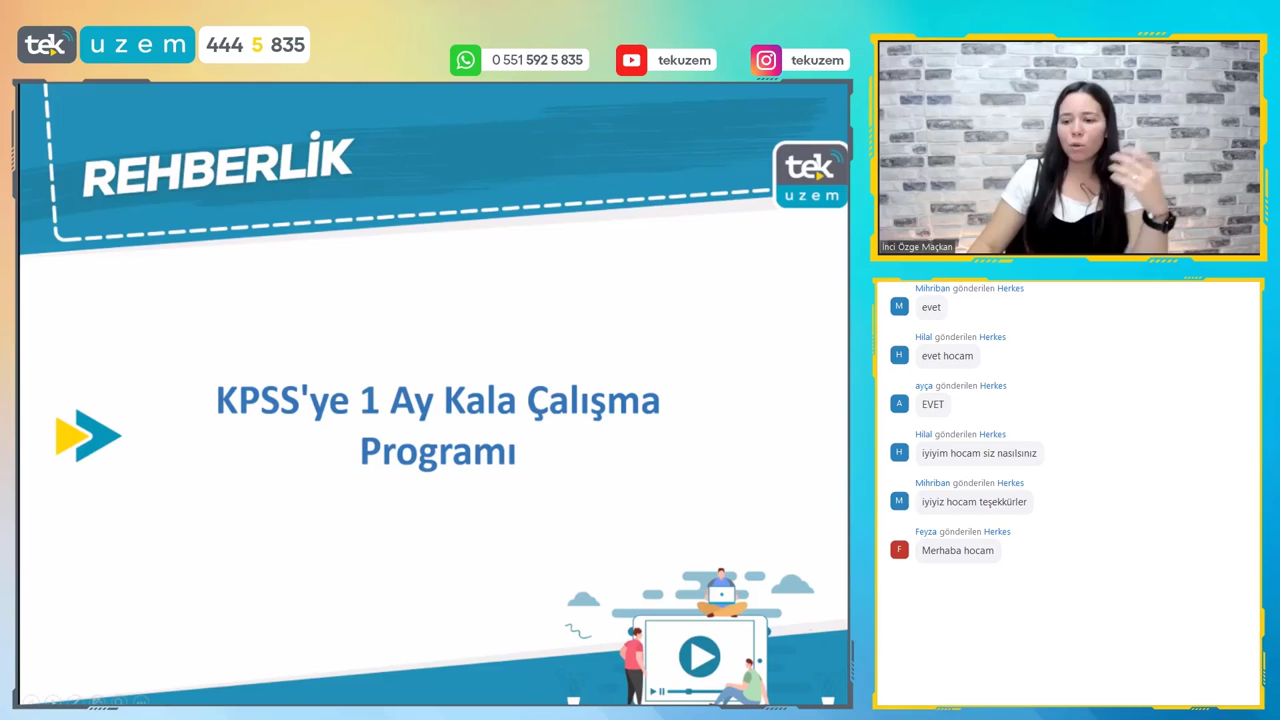 tek
uzem
444 5 835
0 551 592 5 835
tekuzem
tekuzem
REHBERLİK
tek
uzem
KPSS'ye 1 Ay Kala Çalışma
Programı
İnci Özge Maçkan
Mihriban gönderilen Herkes
M
evet
Hilal gönderilen Herkes
H
evet hocam
ayça gönderilen Herkes
A
EVET
Hilal gönderilen Herkes
H
iyiyim hocam siz nasılsınız
Mihriban gönderilen Herkes
M
iyiyiz hocam teşekkürler
Feyza gönderilen Herkes
F
Merhaba hocam